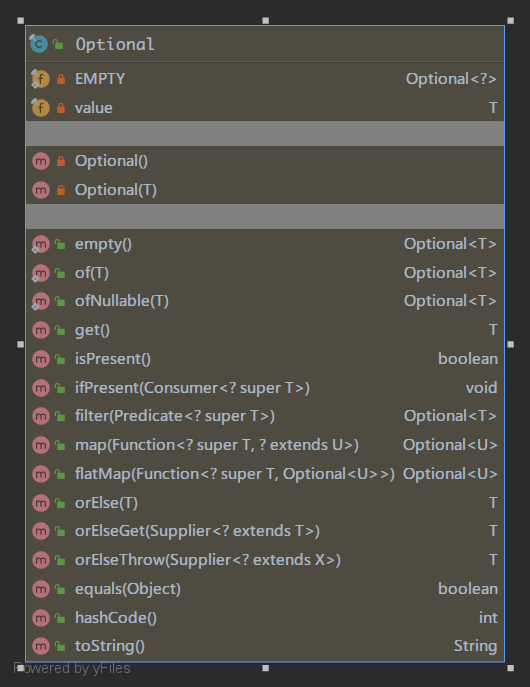 Optional
EMPTY Optional<?>
value T
Optional()
Optional(T)
empty() Optional<T>
of(T) Optional<T>
ofNullable(T) Optional<T>
get() T
isPresent() boolean
ifPresent(Consumer<? super T>) void
filter(Predicate<? super T>) Optional<T>
map(Function<? super T, ? extends U>) Optional<U>
flatMap(Function<? super T, Optional<U>>) Optional<U>
orElse(T) T
orElseGet(Supplier<? extends T>) T
orElseThrow(Supplier<? extends X>) T
equals(Object) boolean
hashCode() int
toString() String
Powered by yFiles